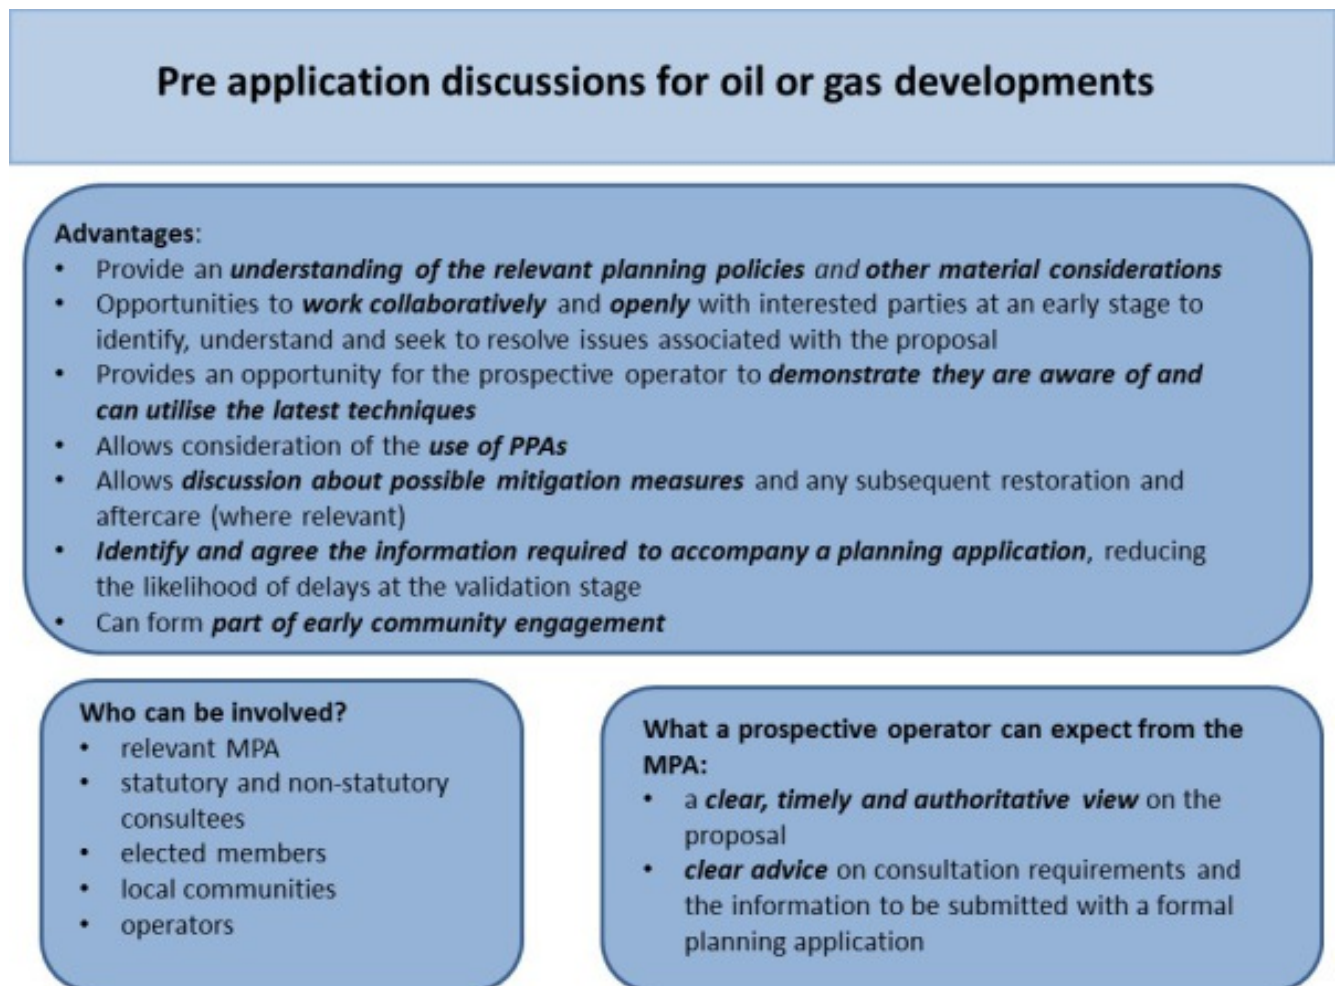 Pre application discussions for oil or gas developments
Advantages:
• Provide an understanding of the relevant planning policies and other material considerations
• Opportunities to work collaboratively and openly with interested parties at an early stage to
identify, understand and seek to resolve issues associated with the proposal
• Provides an opportunity for the prospective operator to demonstrate they are aware of and
can utilise the latest techniques
• Allows consideration of the use of PPAs
• Allows discussion about possible mitigation measures and any subsequent restoration and
aftercare (where relevant)
• Identify and agree the information required to accompany a planning application, reducing
the likelihood of delays at the validation stage
• Can form part of early community engagement
Who can be involved?
• relevant MPA
• statutory and non-statutory
consultees
• elected members
• local communities
• operators
What a prospective operator can expect from the
MPA:
• a clear, timely and authoritative view on the
proposal
• clear advice on consultation requirements and
the information to be submitted with a formal
planning application